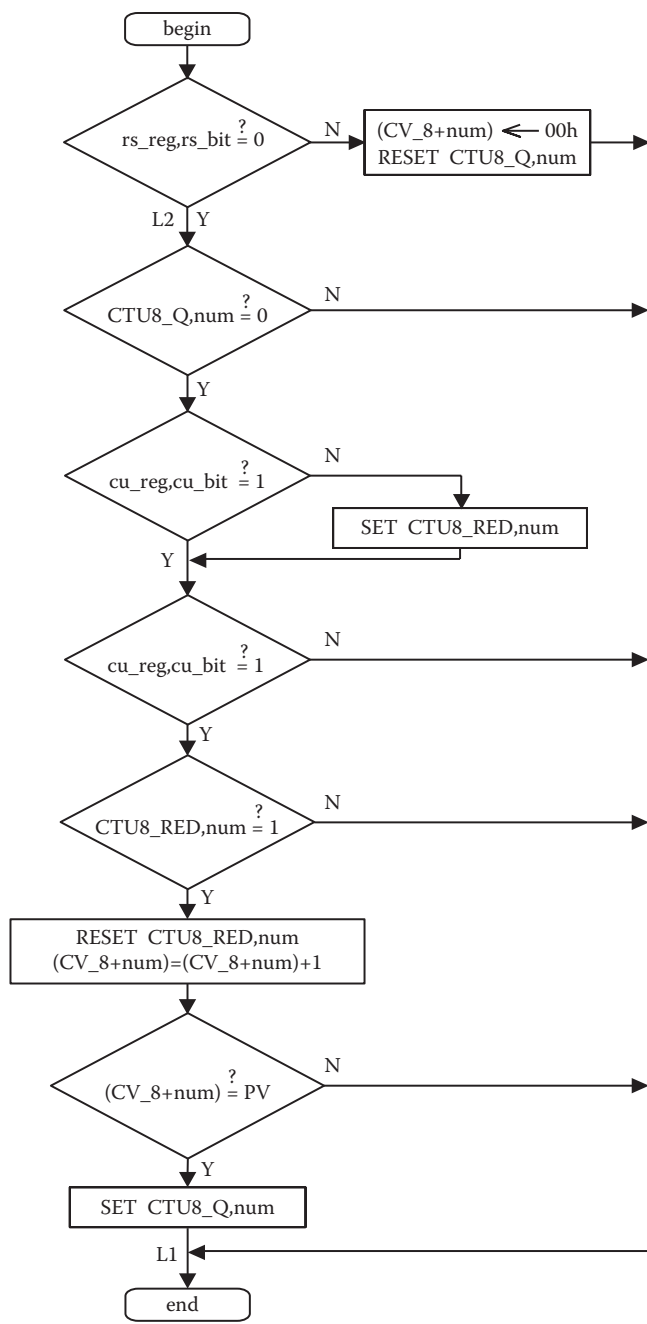 begin
rs_reg,rs_bit ?= 0
N
(CV_8+num) ← 00h
RESET CTU8_Q,num
L2 Y
CTU8_Q,num ?= 0
N
Y
cu_reg,cu_bit ?= 1
N
SET CTU8_RED,num
Y
cu_reg,cu_bit ?= 1
N
Y
CTU8_RED,num ?= 1
N
Y
RESET CTU8_RED,num
(CV_8+num)=(CV_8+num)+1
(CV_8+num) ?= PV
N
Y
SET CTU8_Q,num
L1
end